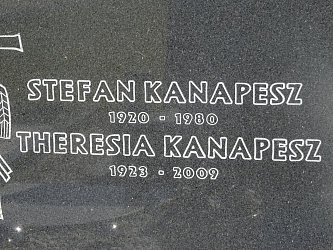 STEFAN KANAPESZ
1920 - 1980
THERESIA KANAPESZ
1923 - 2009